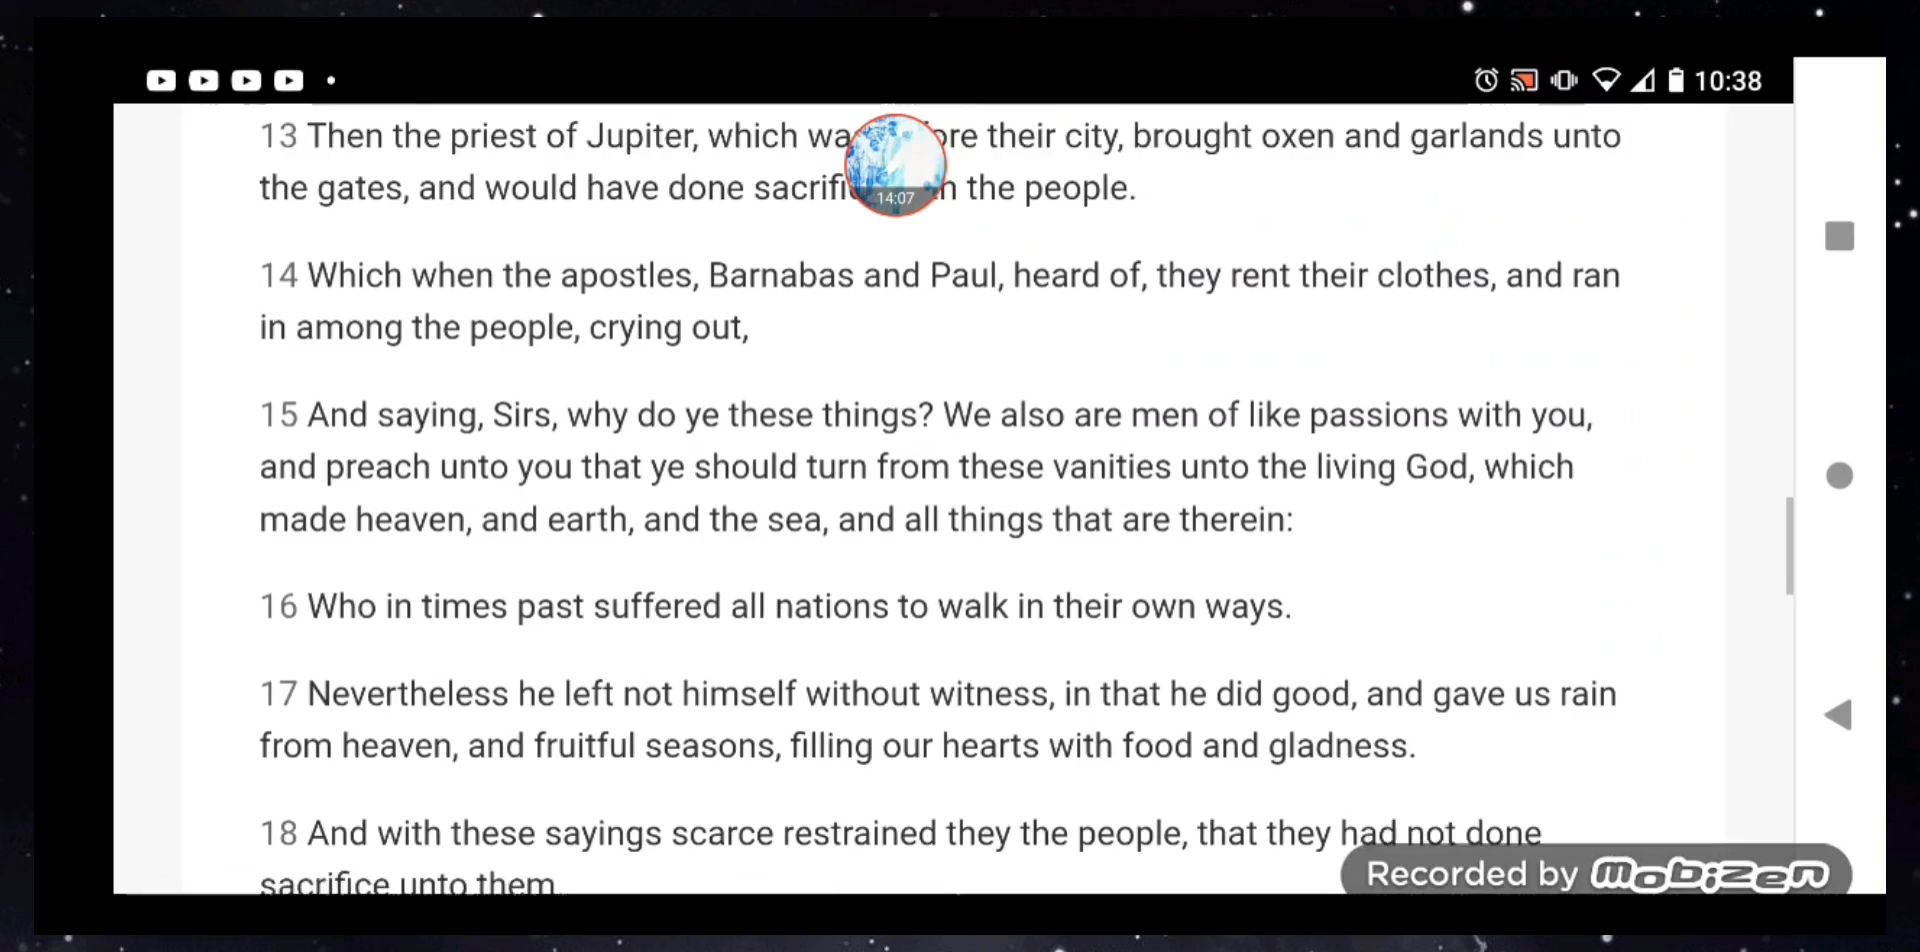 10:38
13 Then the priest of Jupiter, which their city, brought oxen and garlands unto
14:07
the gates, and would have done the people.
14 Which when the apostles, Barnabas and Paul, heard of, they rent their clothes, and ran
in among the people, crying out,
15 And saying, Sirs, why do ye these things? We also are men of like passions with you,
and preach unto you that ye should turn from these vanities unto the living God, which
made heaven, and earth, and the sea, and all things that are therein:
16 Who in times past suffered all nations to walk in their own ways.
17 Nevertheless he left not himself without witness, in that he did good, and gave us rain
from heaven, and fruitful seasons, filling our hearts with food and gladness.
18 And with these sayings scarce restrained they the people, that they had not done
sacrifice unto them
Recorded by mobizen